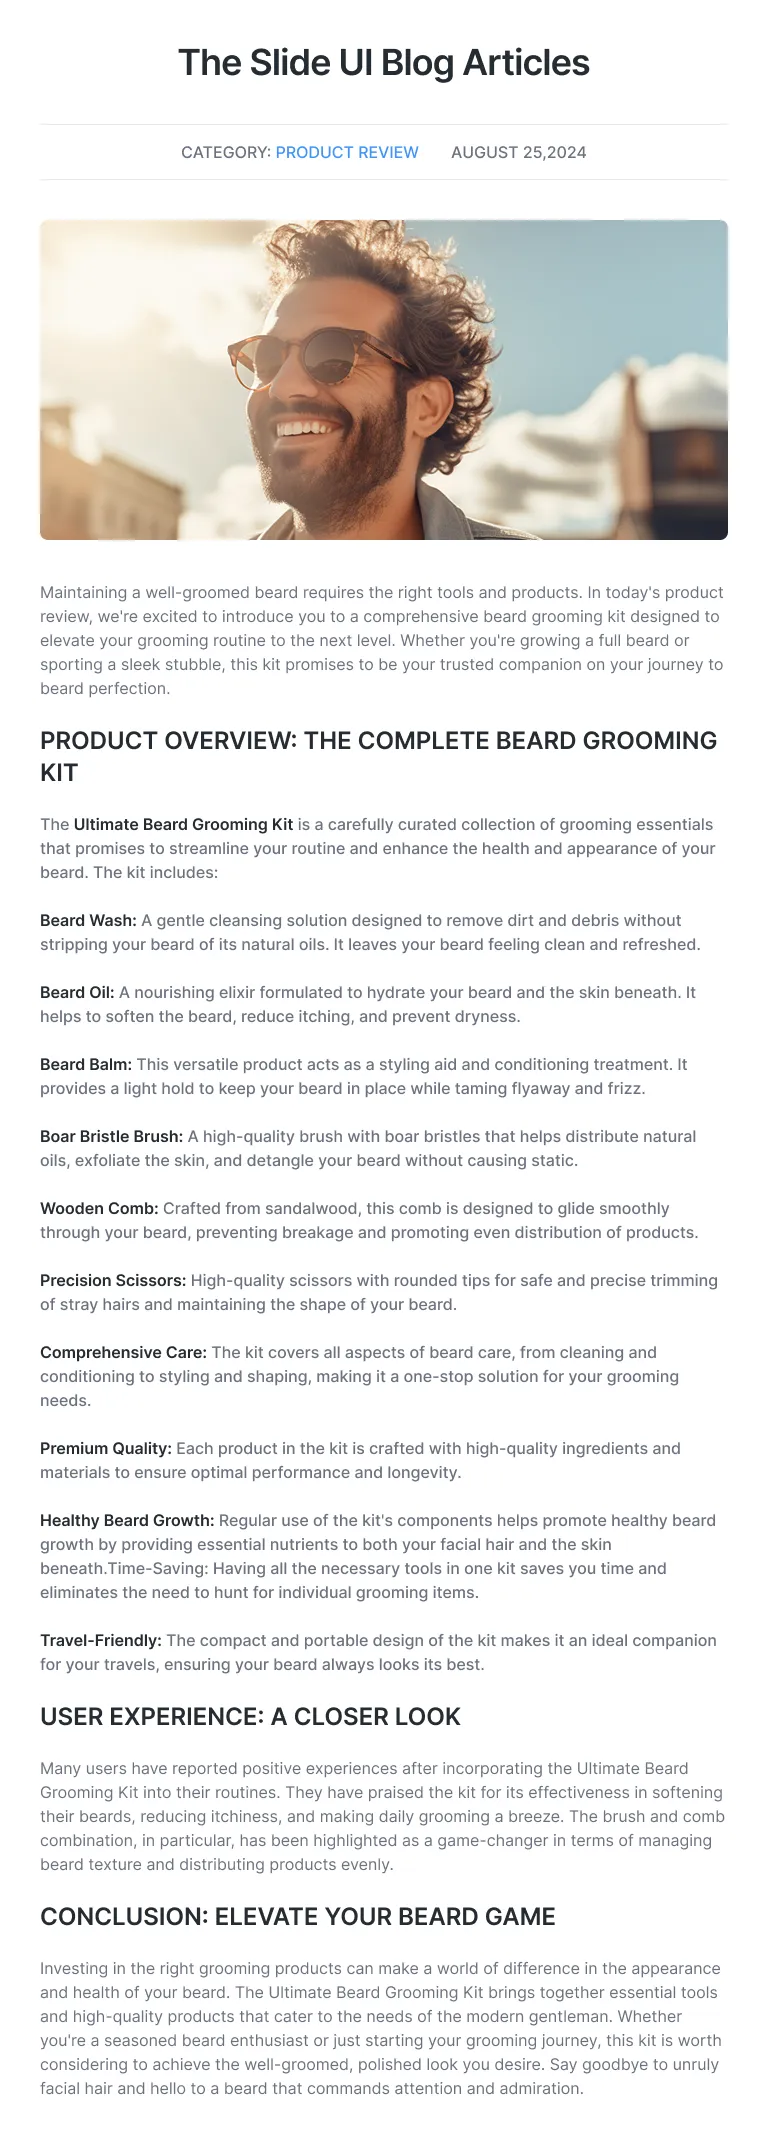 The Slide UI Blog Articles
CATEGORY: PRODUCT REVIEW AUGUST 25,2024
Maintaining a well-groomed beard requires the right tools and products. In today's product
review, we're excited to introduce you to a comprehensive beard grooming kit designed to
elevate your grooming routine to the next level. Whether you're growing a full beard or
sporting a sleek stubble, this kit promises to be your trusted companion on your journey to
beard perfection.
PRODUCT OVERVIEW: THE COMPLETE BEARD GROOMING
KIT
The Ultimate Beard Grooming Kit is a carefully curated collection of grooming essentials
that promises to streamline your routine and enhance the health and appearance of your
beard. The kit includes:
Beard Wash: A gentle cleansing solution designed to remove dirt and debris without
stripping your beard of its natural oils. It leaves your beard feeling clean and refreshed.
Beard Oil: A nourishing elixir formulated to hydrate your beard and the skin beneath. It
helps to soften the beard, reduce itching, and prevent dryness.
Beard Balm: This versatile product acts as a styling aid and conditioning treatment. It
provides a light hold to keep your beard in place while taming flyaway and frizz.
Boar Bristle Brush: A high-quality brush with boar bristles that helps distribute natural
oils, exfoliate the skin, and detangle your beard without causing static.
Wooden Comb: Crafted from sandalwood, this comb is designed to glide smoothly
through your beard, preventing breakage and promoting even distribution of products.
Precision Scissors: High-quality scissors with rounded tips for safe and precise trimming
of stray hairs and maintaining the shape of your beard.
Comprehensive Care: The kit covers all aspects of beard care, from cleaning and
conditioning to styling and shaping, making it a one-stop solution for your grooming
needs.
Premium Quality: Each product in the kit is crafted with high-quality ingredients and
materials to ensure optimal performance and longevity.
Healthy Beard Growth: Regular use of the kit's components helps promote healthy beard
growth by providing essential nutrients to both your facial hair and the skin
beneath.Time-Saving: Having all the necessary tools in one kit saves you time and
eliminates the need to hunt for individual grooming items.
Travel-Friendly: The compact and portable design of the kit makes it an ideal companion
for your travels, ensuring your beard always looks its best.
USER EXPERIENCE: A CLOSER LOOK
Many users have reported positive experiences after incorporating the Ultimate Beard
Grooming Kit into their routines. They have praised the kit for its effectiveness in softening
their beards, reducing itchiness, and making daily grooming a breeze. The brush and comb
combination, in particular, has been highlighted as a game-changer in terms of managing
beard texture and distributing products evenly.
CONCLUSION: ELEVATE YOUR BEARD GAME
Investing in the right grooming products can make a world of difference in the appearance
and health of your beard. The Ultimate Beard Grooming Kit brings together essential tools
and high-quality products that cater to the needs of the modern gentleman. Whether
you're a seasoned beard enthusiast or just starting your grooming journey, this kit is worth
considering to achieve the well-groomed, polished look you desire. Say goodbye to unruly
facial hair and hello to a beard that commands attention and admiration.